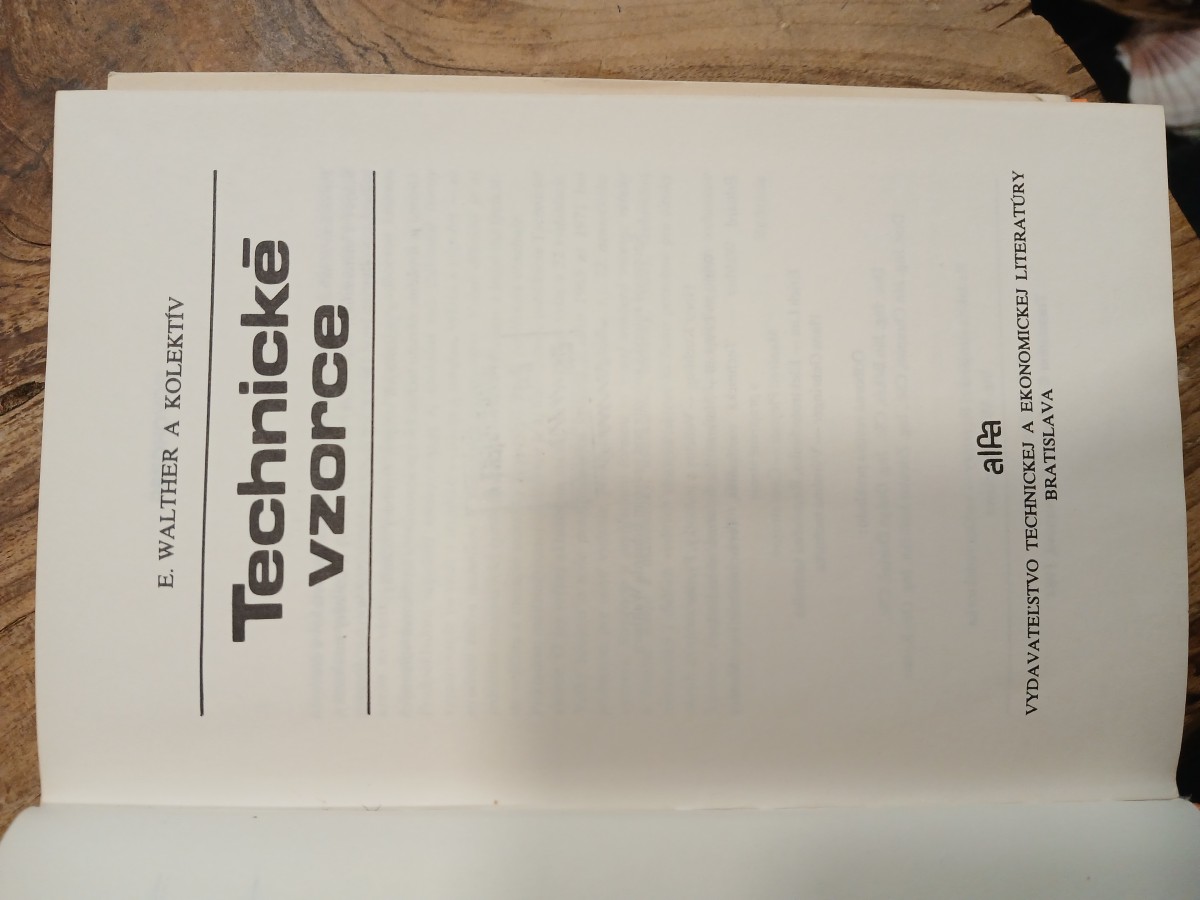 E. WALTHER A KOLEKTÍV
Technické
vzorce
alfa
VYDAVATEĽSTVO TECHNICKEJ A EKONOMICKEJ LITERATÚRY
BRATISLAVA